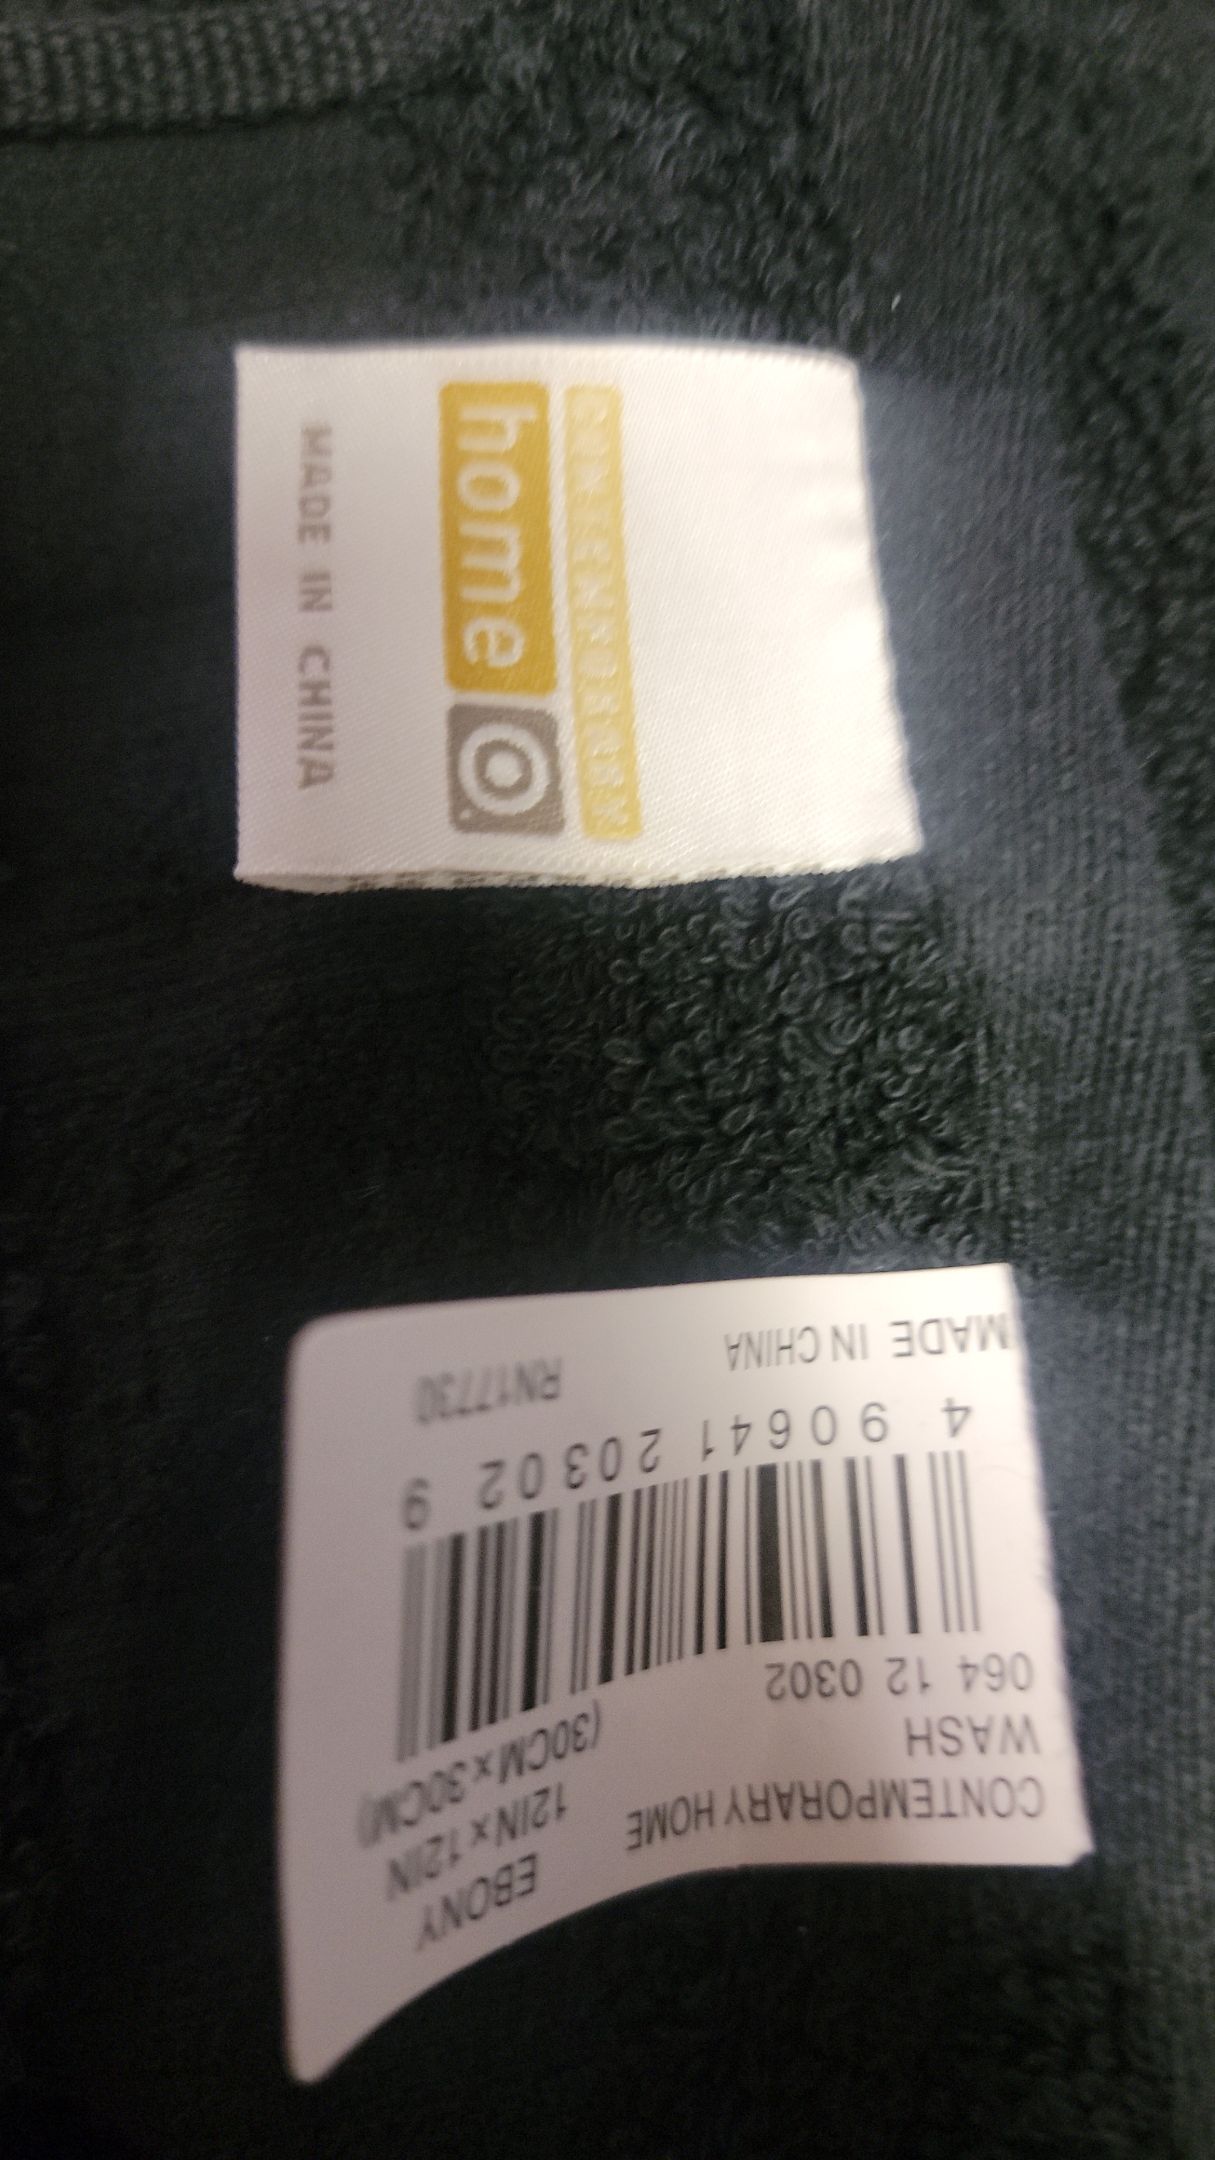 CONTEMPORARY
home
MADE IN CHINA
CONTEMPORARY HOME EBONY
WASH 12IN x 12IN
064 12 0302 (30CM x 30CM)
4 90641 20302 9
MADE IN CHINA RN17730